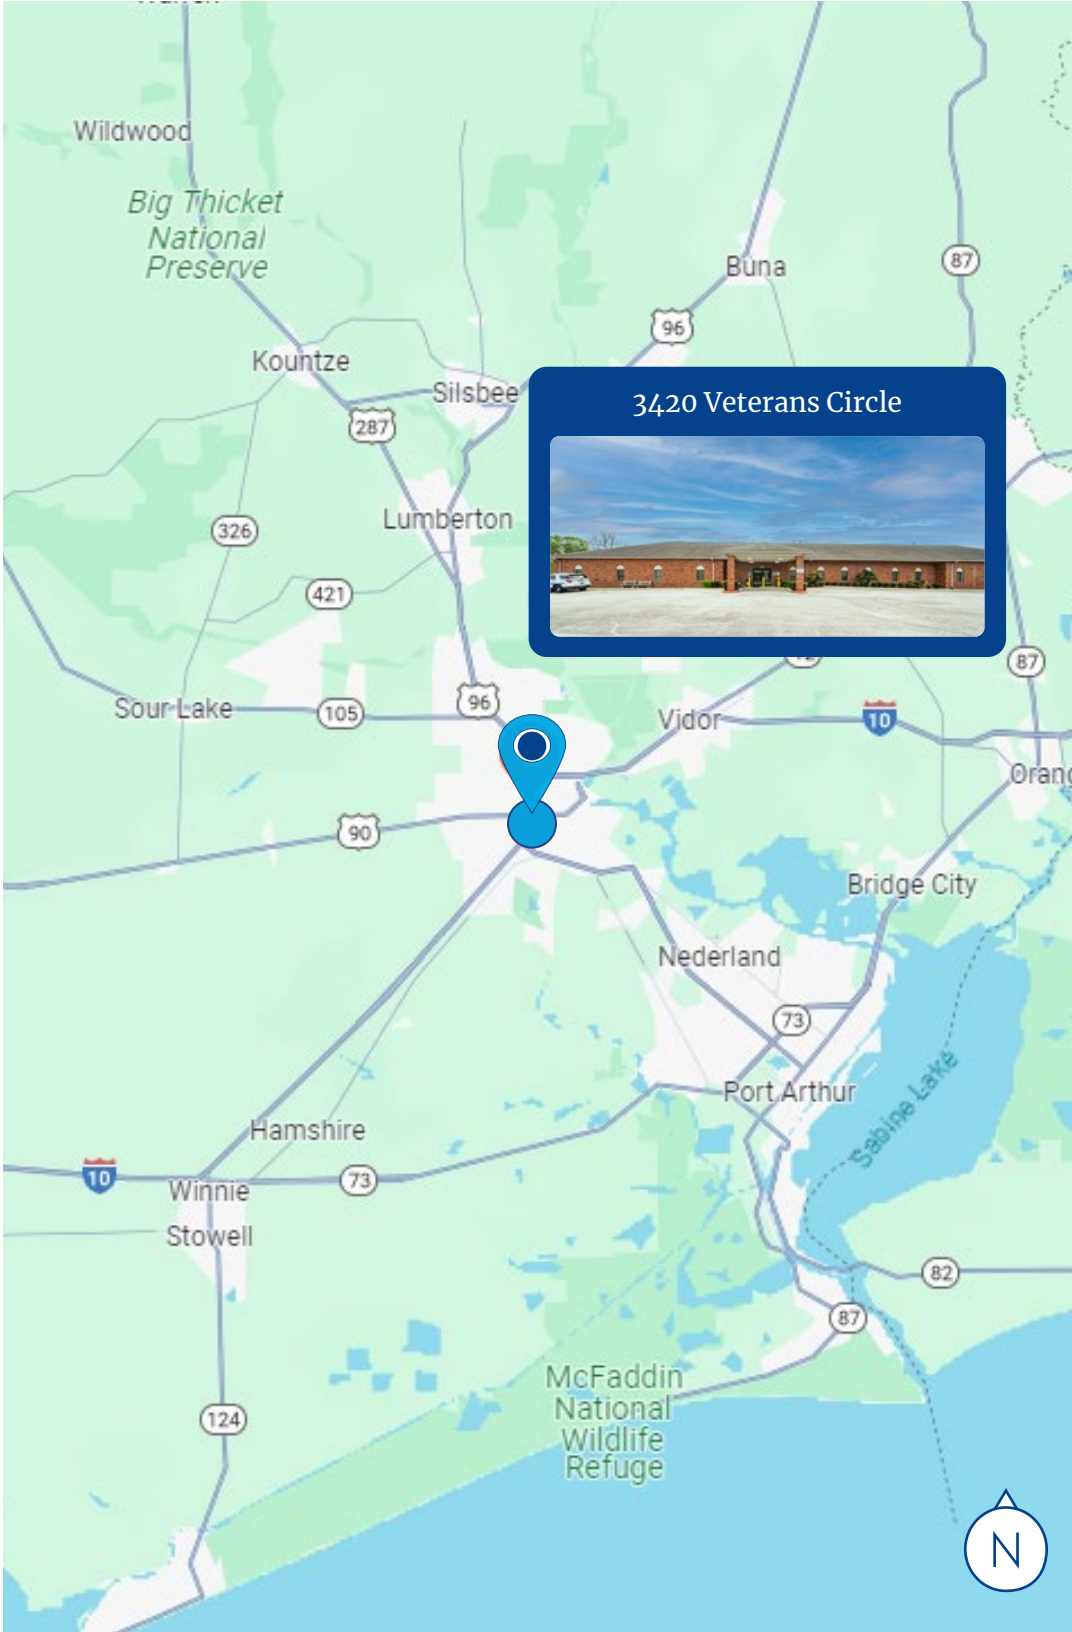 Wildwood
Big Thicket
National
Preserve
Buna
87
96
Kountze
Silsbee
3420 Veterans Circle
287
Lumberton
326
421
87
96
Sour Lake
105
Vidor
10
Orang
90
Bridge City
Nederland
73
Port Arthur
Sabine Lake
Hamshire
10
73
Winnie
Stowell
82
87
McFaddin
National
Wildlife
Refuge
124
N